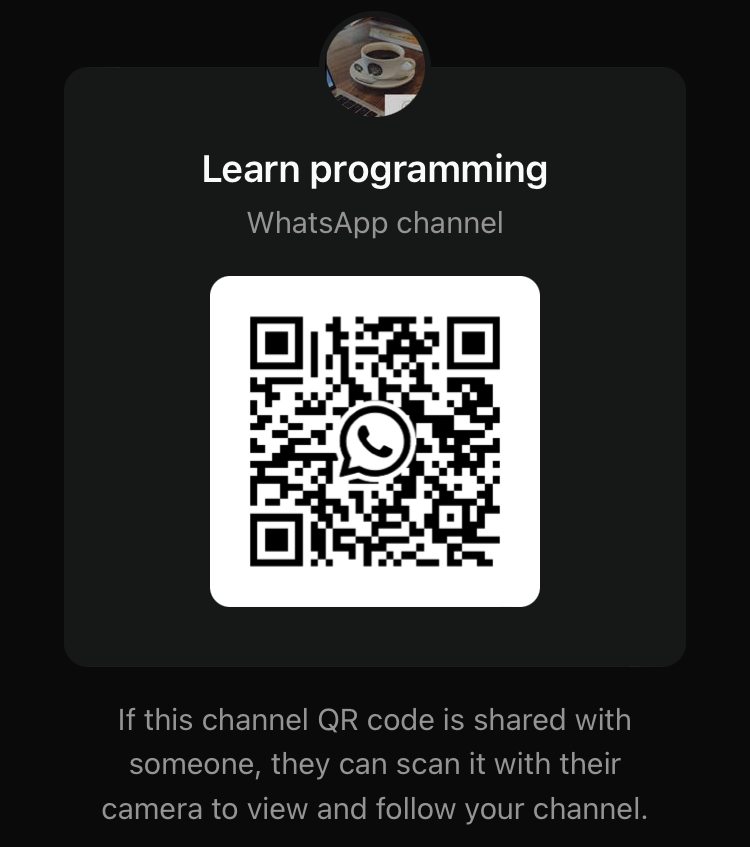 Learn programming
WhatsApp channel
If this channel QR code is shared with
someone, they can scan it with their
camera to view and follow your channel.